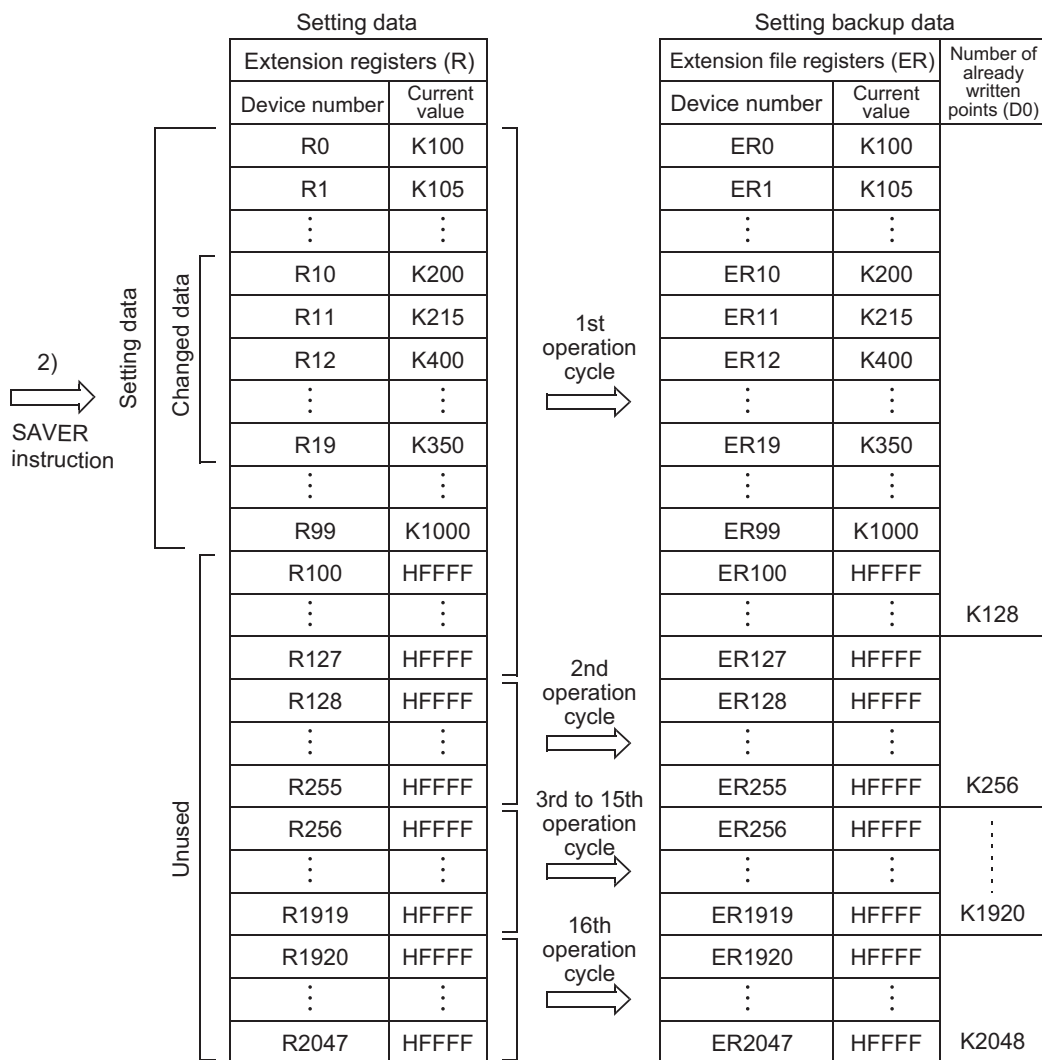 Setting data
Setting backup data
Extension registers (R)
Extension file registers (ER)
Number of
already
written
points (D0)
Device number
Current
value
Device number
Current
value
R0 K100 ER0 K100
R1 K105 ER1 K105
⋮ ⋮ ⋮ ⋮
R10 K200 ER10 K200
R11 K215 ER11 K215
R12 K400 ER12 K400
⋮ ⋮ ⋮ ⋮
R19 K350 ER19 K350
⋮ ⋮ ⋮ ⋮
R99 K1000 ER99 K1000
R100 HFFFF ER100 HFFFF
⋮ ⋮ ⋮ ⋮ K128
R127 HFFFF ER127 HFFFF
R128 HFFFF ER128 HFFFF
⋮ ⋮ ⋮ ⋮
R255 HFFFF ER255 HFFFF K256
R256 HFFFF ER256 HFFFF
⋮ ⋮ ⋮ ⋮
R1919 HFFFF ER1919 HFFFF K1920
R1920 HFFFF ER1920 HFFFF
⋮ ⋮ ⋮ ⋮
R2047 HFFFF ER2047 HFFFF K2048
2)
SAVER
instruction
Setting data
Changed data
Unused
1st
operation
cycle
2nd
operation
cycle
3rd to 15th
operation
cycle
16th
operation
cycle